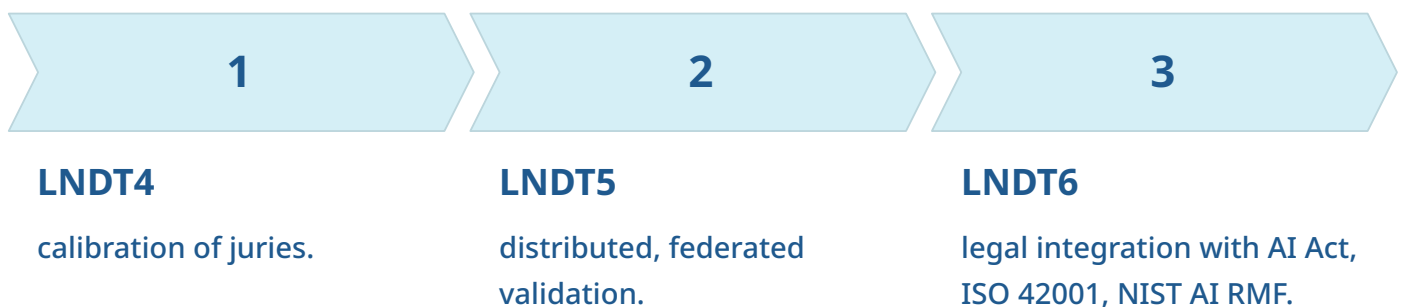 1
2
3
LNDT4
calibration of juries.
LNDT5
distributed, federated
validation.
LNDT6
legal integration with AI Act,
ISO 42001, NIST AI RMF.